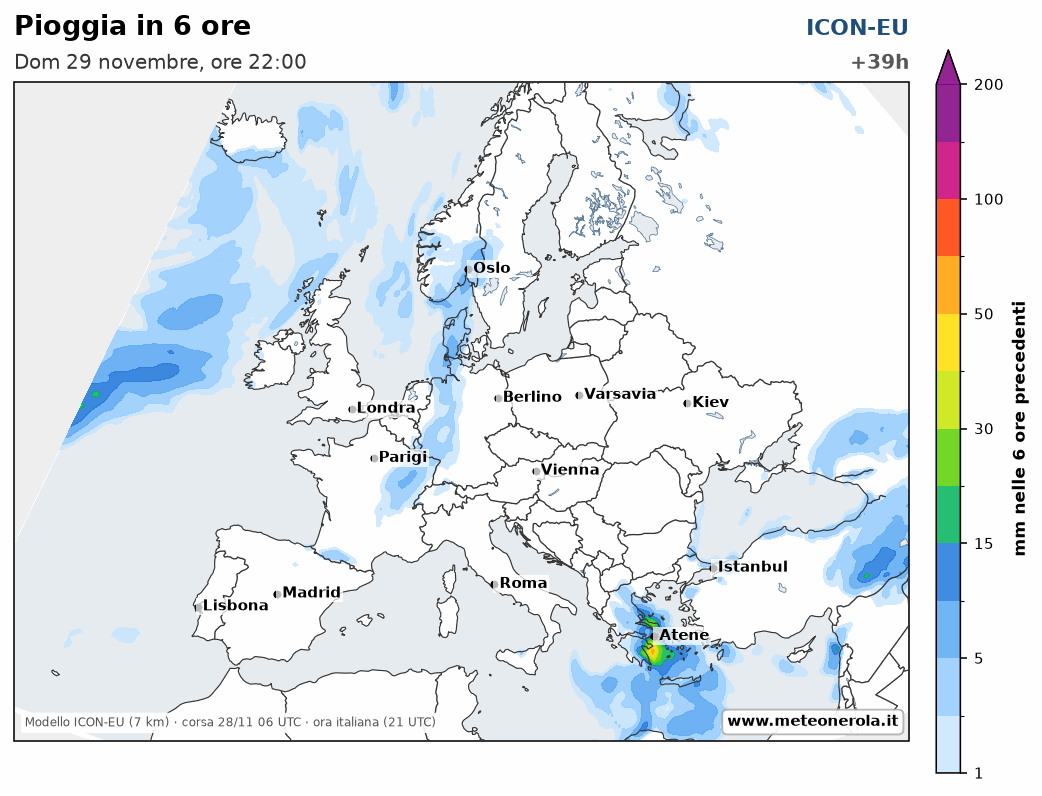 Pioggia in 6 ore
ICON-EU
Dom 29 novembre, ore 22:00
+39h
200
100
50
30
15
5
1
mm nelle 6 ore precedenti
Oslo
Berlino
Varsavia
Kiev
Londra
Parigi
Vienna
Istanbul
Roma
Madrid
Lisbona
Atene
Modello ICON-EU (7 km) · corsa 28/11 06 UTC · ora italiana (21 UTC)
www.meteonerola.it